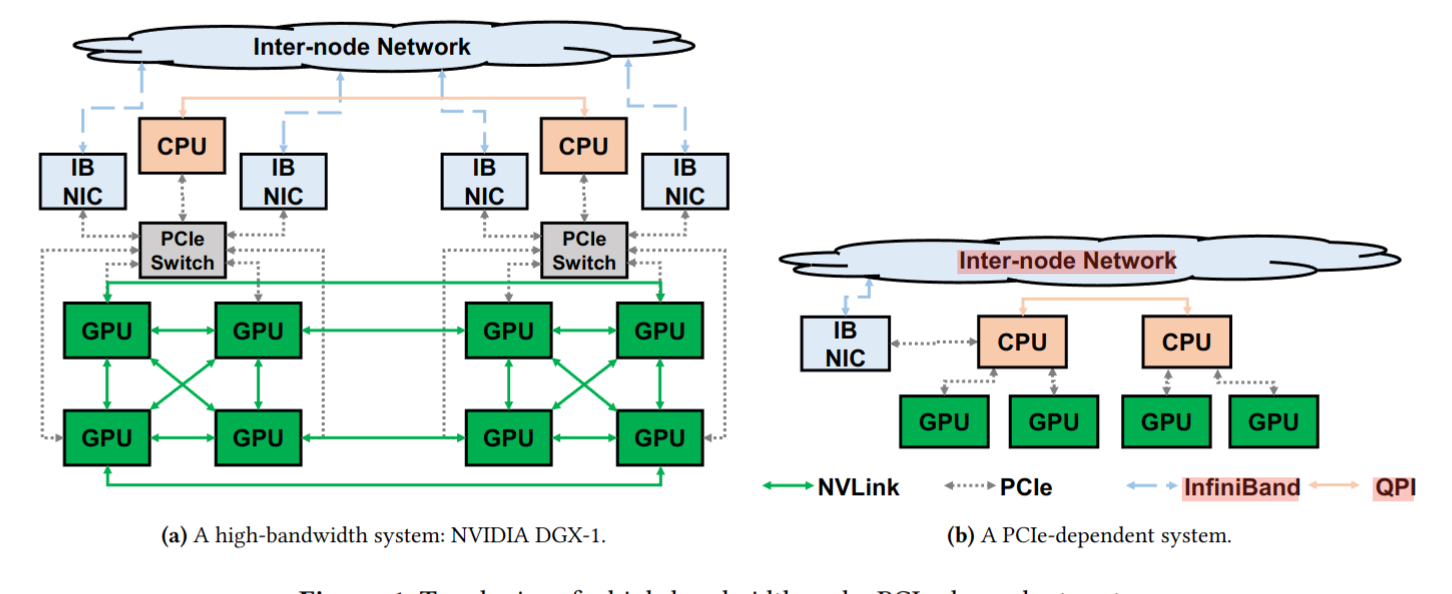 Inter-node Network
CPU
CPU
IB
NIC
IB
NIC
IB
NIC
IB
NIC
PCIe
Switch
PCIe
Switch
GPU
GPU
GPU
GPU
GPU
GPU
GPU
GPU
(a) A high-bandwidth system: NVIDIA DGX-1.
Inter-node Network
IB
NIC
CPU
CPU
GPU
GPU
GPU
GPU
NVLink
PCIe
InfiniBand
QPI
(b) A PCIe-dependent system.